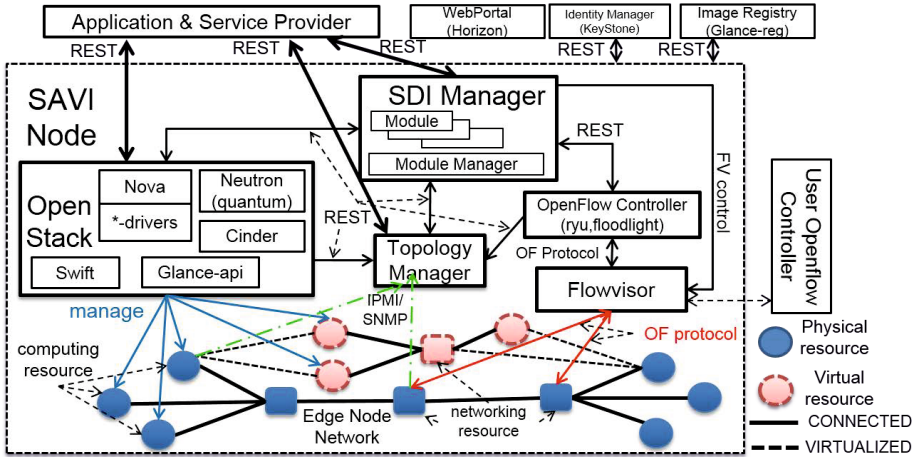 Application & Service Provider
WebPortal
(Horizon)
Identity Manager
(KeyStone)
Image Registry
(Glance-reg)
REST
REST
REST
REST
REST
SAVI
Node
SDI Manager
Module
Module Manager
REST
FV control
Open
Stack
Nova
*-drivers
Neutron
(quantum)
Cinder
Swift
Glance-api
REST
Topology
Manager
OpenFlow Controller
(ryu,floodlight)
OF Protocol
Flowvisor
User Openflow
Controller
manage
IPMI/
SNMP
OF protocol
computing
resource
Edge Node
Network
networking
resource
Physical
resource
Virtual
resource
CONNECTED
VIRTUALIZED